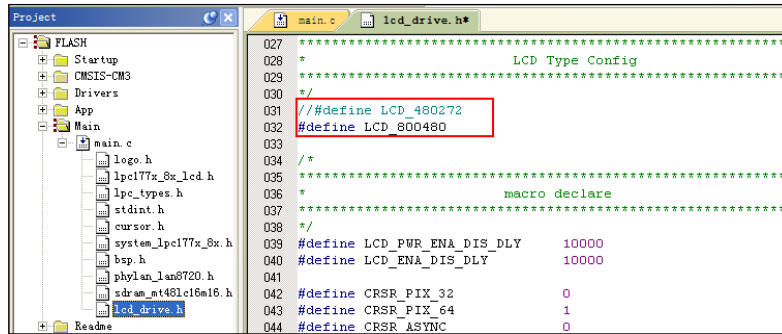 Project
FLASH
Startup
CMSIS-CM3
Drivers
App
Main
main.c
logo.h
lpc177x_8x_lcd.h
lpc_types.h
stdint.h
cursor.h
system_lpc177x_8x.h
bsp.h
phylan_lan8720.h
sdram_mt48lc16m16.h
lcd_drive.h
Readme
main.c
lcd_drive.h*
027 *************************************************************
028 * LCD Type Config
029 *************************************************************
030 */
031 //#define LCD_480272
032 #define LCD_800480
033
034 /*
035 *************************************************************
036 * macro declare
037 *************************************************************
038 */
039 #define LCD_PWR_ENA_DIS_DLY 10000
040 #define LCD_ENA_DIS_DLY 10000
041
042 #define CRSR_PIX_32 0
043 #define CRSR_PIX_64 1
044 #define CRSR_ASYNC 0